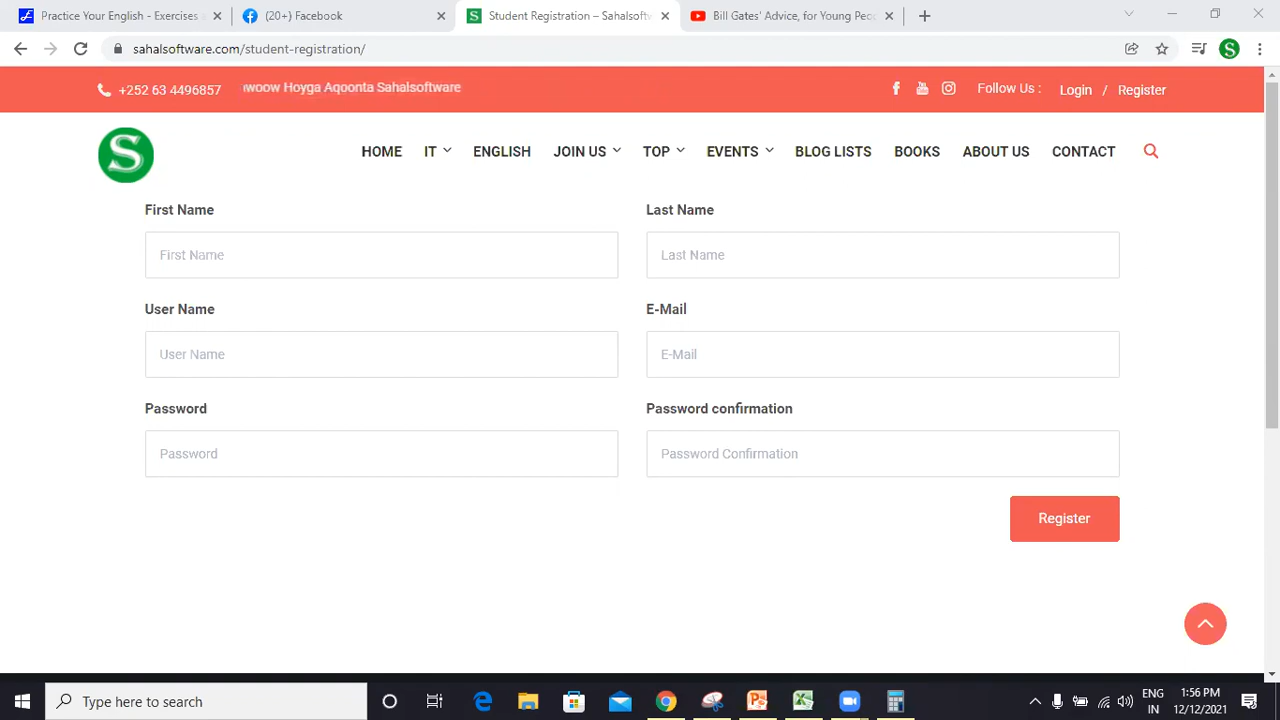 Practice Your English - Exercises
(20+) Facebook
Student Registration – Sahalsoftw
Bill Gates' Advice, for Young Peo
sahalsoftware.com/student-registration/
+252 63 4496857
woow Hoyga Aqoonta Sahalsoftware
Follow Us :
Login / Register
S
HOME IT ENGLISH JOIN US TOP EVENTS BLOG LISTS BOOKS ABOUT US CONTACT
First Name
Last Name
First Name
Last Name
User Name
E-Mail
User Name
E-Mail
Password
Password confirmation
Password
Password Confirmation
Register
Type here to search
ENG
IN
1:56 PM
12/12/2021